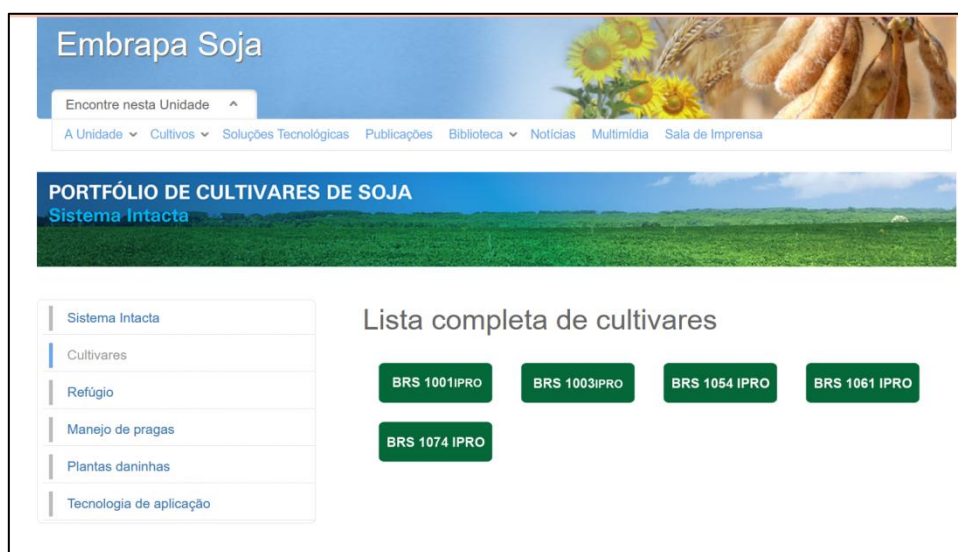 Embrapa Soja
Encontre nesta Unidade
A Unidade Cultivos Soluções Tecnológicas Publicações Biblioteca Notícias Multimídia Sala de Imprensa
PORTFÓLIO DE CULTIVARES DE SOJA
Sistema Intacta
Sistema Intacta
Cultivares
Refúgio
Manejo de pragas
Plantas daninhas
Tecnologia de aplicação
Lista completa de cultivares
BRS 1001IPRO BRS 1003IPRO BRS 1054 IPRO BRS 1061 IPRO
BRS 1074 IPRO